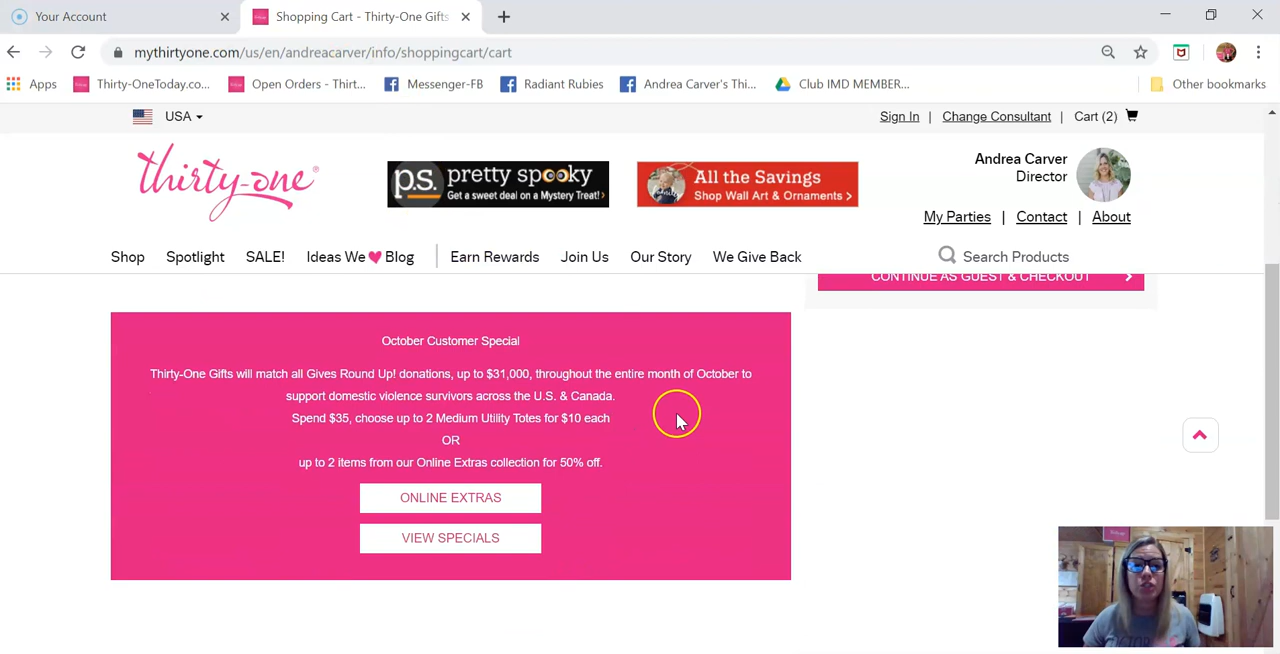 Your Account
Shopping Cart - Thirty-One Gifts
mythirtyone.com/us/en/andreacarver/info/shoppingcart/cart
Apps
Thirty-OneToday.co...
Open Orders - Thirt...
Messenger-FB
Radiant Rubies
Andrea Carver's Thi...
Club IMD MEMBER...
Other bookmarks
USA
Sign In | Change Consultant | Cart (2)
thirty-one®
p.s. pretty spooky
Get a sweet deal on a Mystery Treat! ›
All the Savings
Shop Wall Art & Ornaments >
Andrea Carver
Director
My Parties | Contact | About
Shop
Spotlight
SALE!
Ideas We Blog
Earn Rewards
Join Us
Our Story
We Give Back
Search Products
CONTINUE AS GUEST & CHECKOUT
October Customer Special
Thirty-One Gifts will match all Gives Round Up! donations, up to $31,000, throughout the entire month of October to
support domestic violence survivors across the U.S. & Canada.
Spend $35, choose up to 2 Medium Utility Totes for $10 each
OR
up to 2 items from our Online Extras collection for 50% off.
ONLINE EXTRAS
VIEW SPECIALS